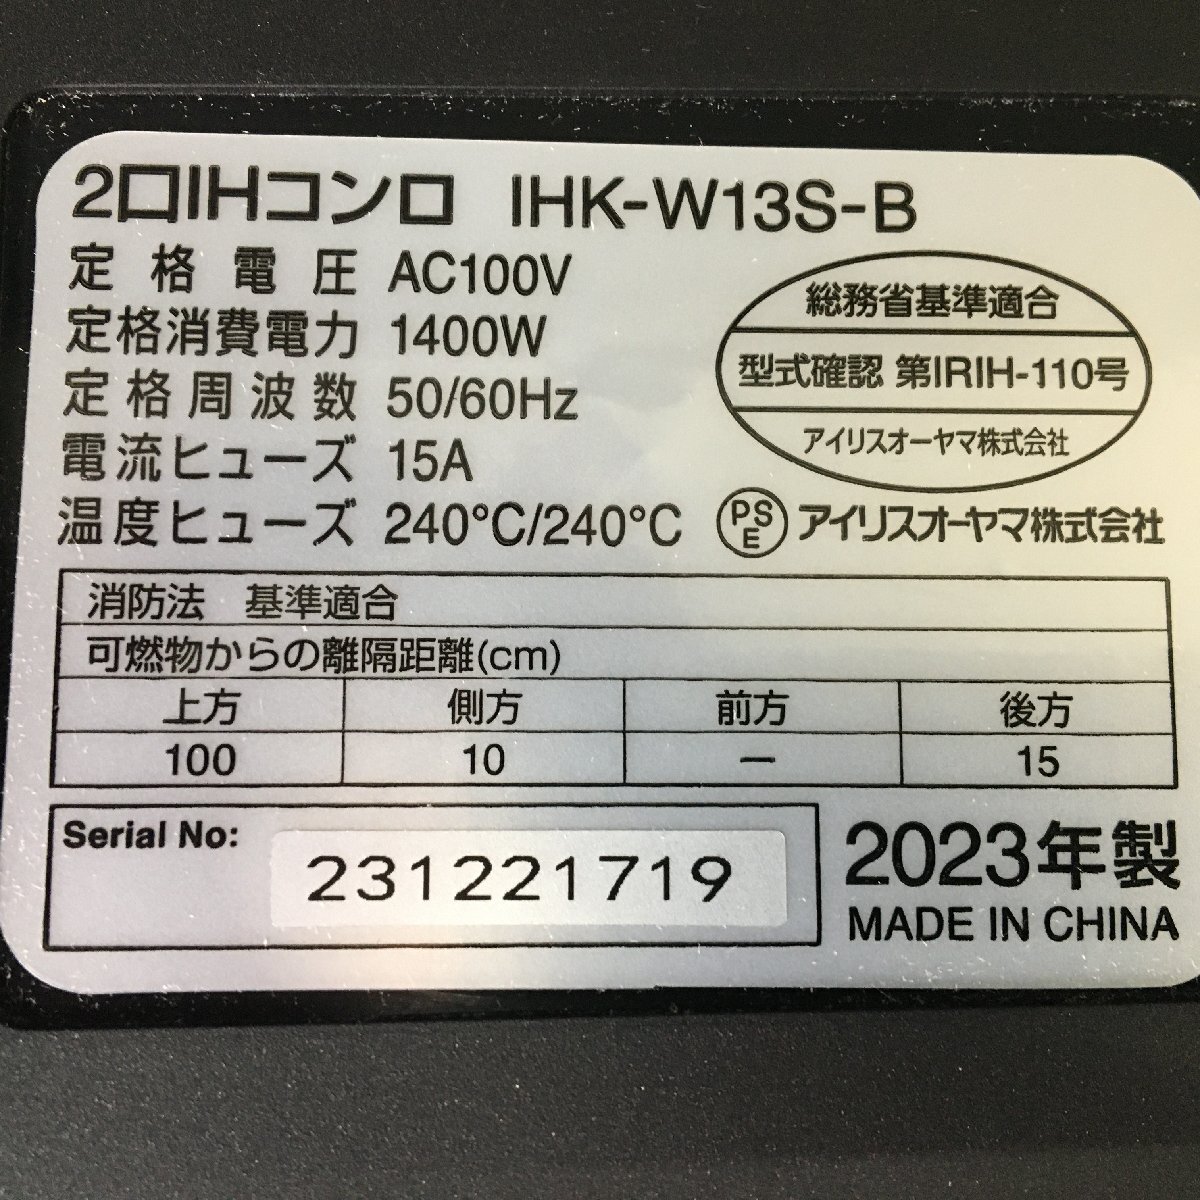 2口IHコンロ IHK-W13S-B
定格電圧 AC100V
定格消費電力 1400W
定格周波数 50/60Hz
電流ヒューズ 15A
温度ヒューズ 240°C/240°C
総務省基準適合
型式確認 第IRIH-110号
アイリスオーヤマ株式会社
PSE アイリスオーヤマ株式会社
消防法 基準適合
可燃物からの離隔距離(cm)
上方 側方 前方 後方
100 10 ー 15
Serial No:
231221719
2023年製
MADE IN CHINA